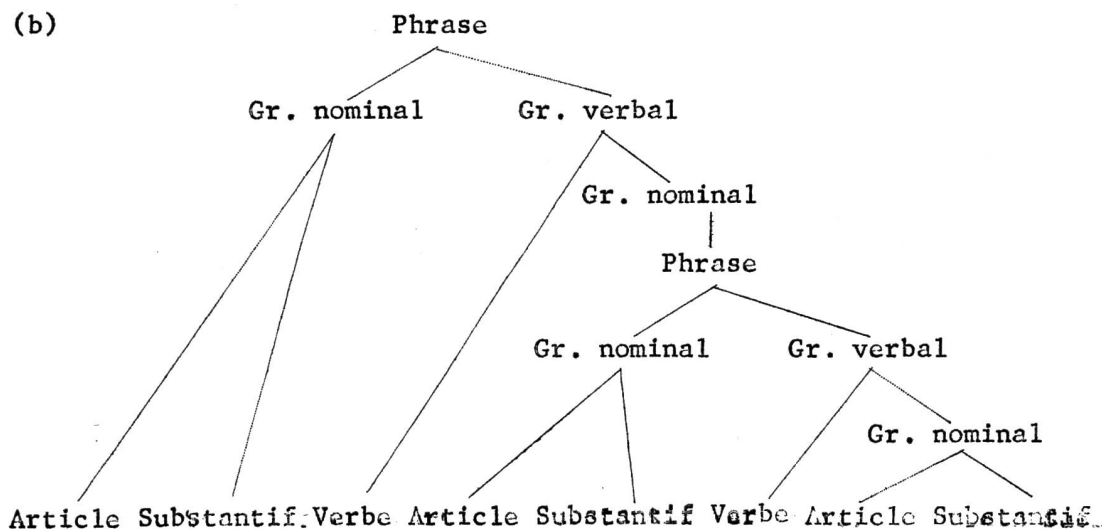 (b)
Phrase
Gr. nominal Gr. verbal
Gr. nominal
Phrase
Gr. nominal Gr. verbal
Gr. nominal
Article Substantif Verbe Article Substantif Verbe Article Substantif